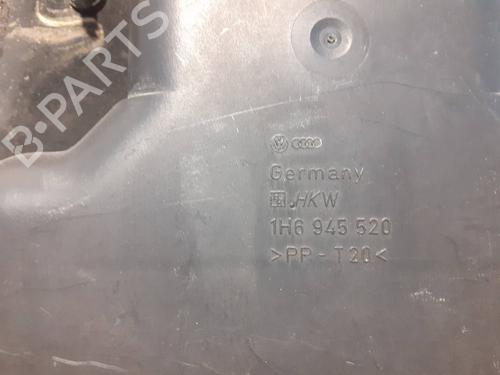 B-PARTS
Germany
.HKW
1H6 945 520
>PP-T20<